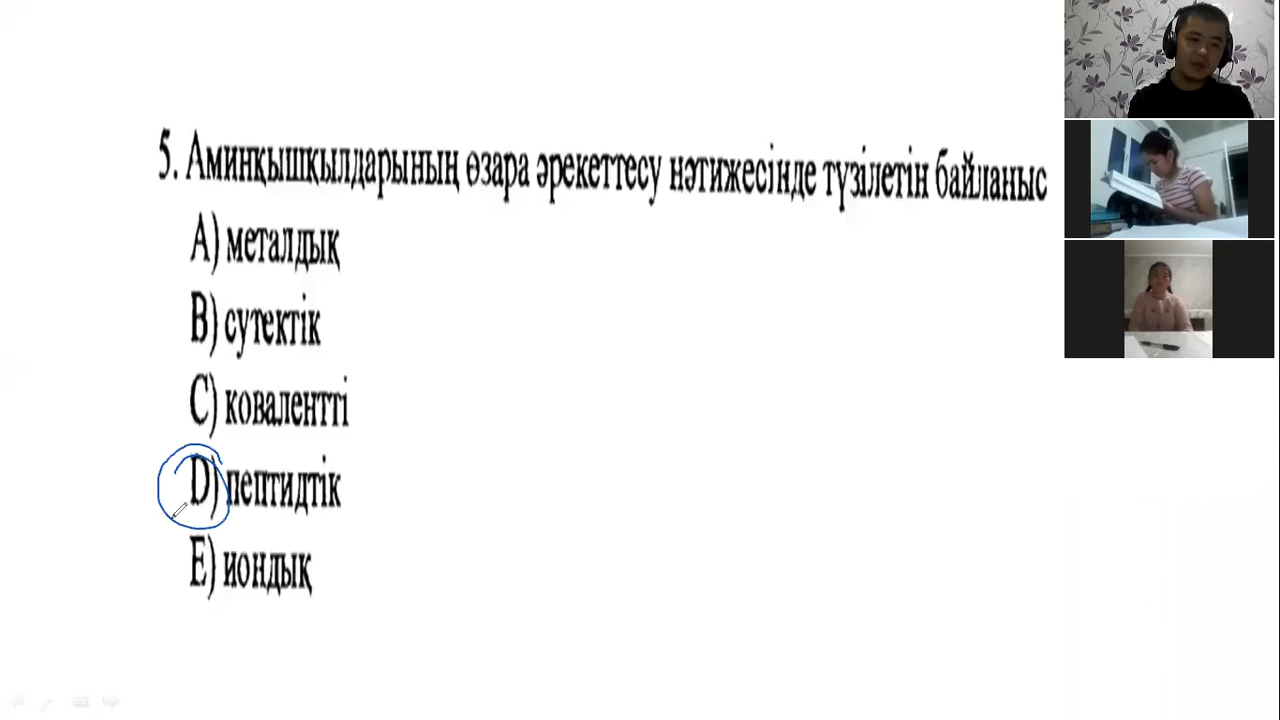 5. Аминқышқылдарының өзара әрекеттесу нәтижесінде түзілетін байланыс
A) металдық
B) сутектік
C) ковалентті
D) пептидтік
E) иондық